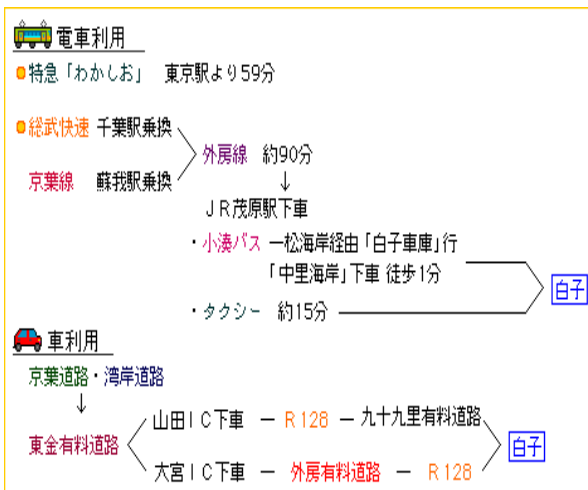 電車利用
特急「わかしお」 東京駅より59分
総武快速 千葉駅乗換
外房線 約90分
京葉線 蘇我駅乗換
↓
JR茂原駅下車
・小湊バス 一松海岸経由「白子車庫」行
「中里海岸」下車 徒歩1分
白子
・タクシー 約15分
車利用
京葉道路・湾岸道路
↓
山田IC下車 ― R128 ― 九十九里有料道路
東金有料道路
白子
大宮IC下車 ― 外房有料道路 ― R128